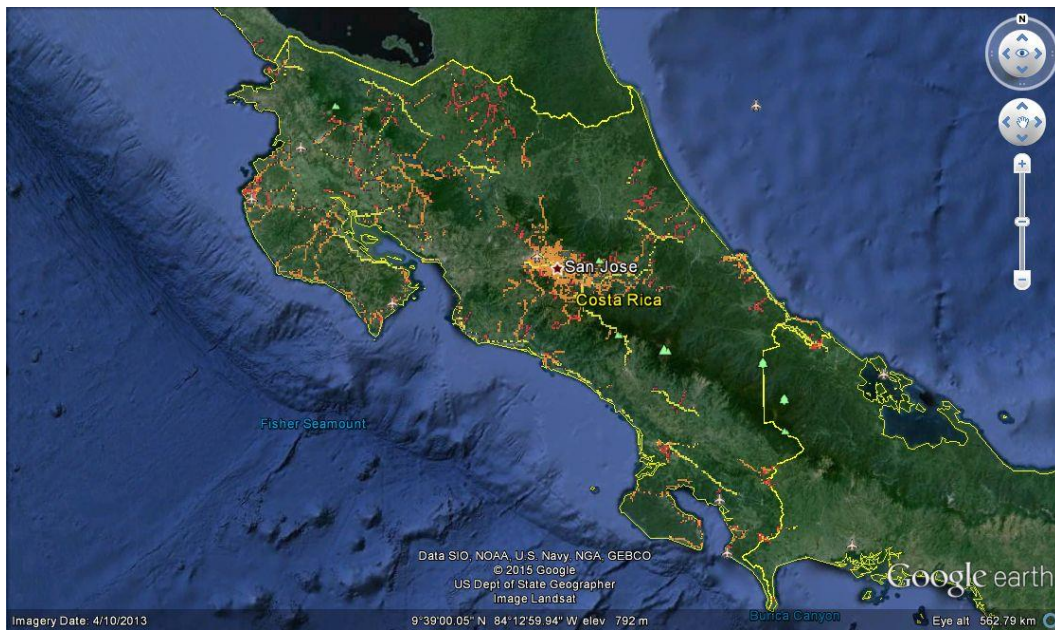 N
San Jose
Costa Rica
Fisher Seamount
Data SIO, NOAA, U.S. Navy, NGA, GEBCO
© 2015 Google
US Dept of State Geographer
Image Landsat
Google earth
Burica Canyon
Imagery Date: 4/10/2013 9°39'00.05" N 84°12'59.94" W elev 792 m Eye alt 562.79 km